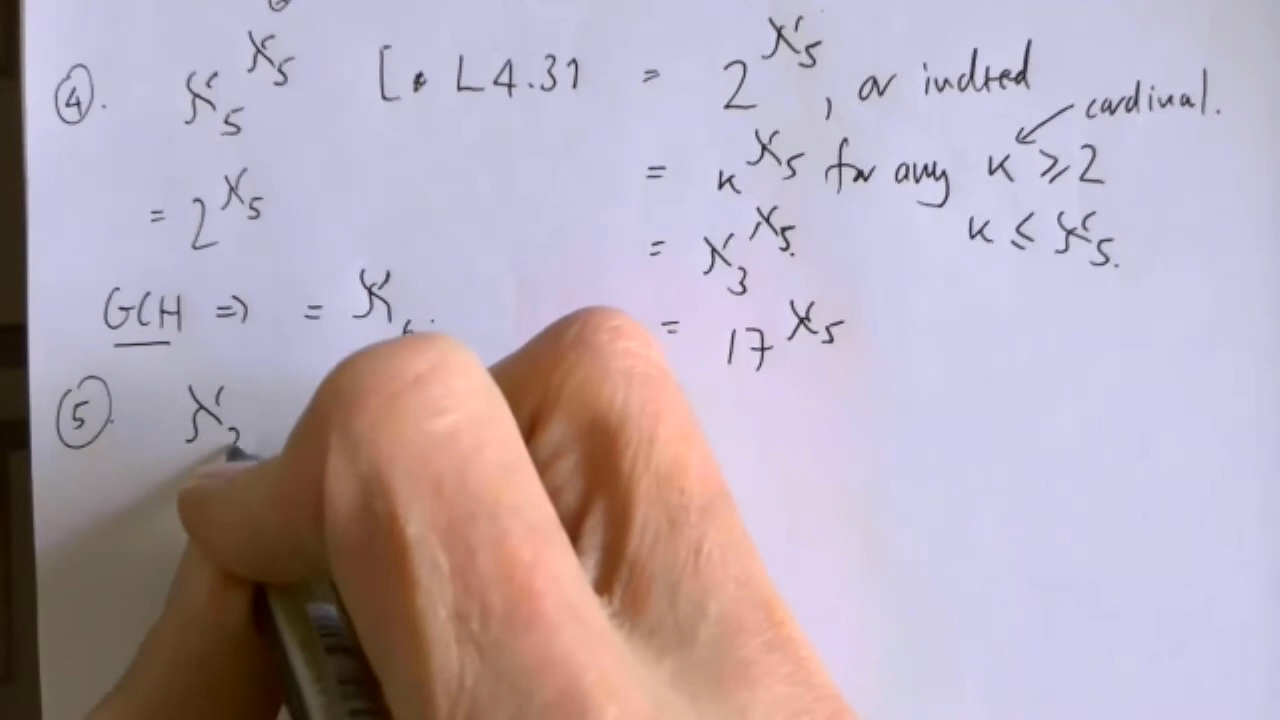 ④. ℵ₅^ℵ₅ [• L4.31 = 2^ℵ₅, or indeed
cardinal.
= 2^ℵ₅ = κ^ℵ₅ for any κ ≥ 2
κ ≤ ℵ₅.
= ℵ₃^ℵ₅.
GCH ⇒ = ℵ₆. = 17^ℵ₅
⑤. ℵ